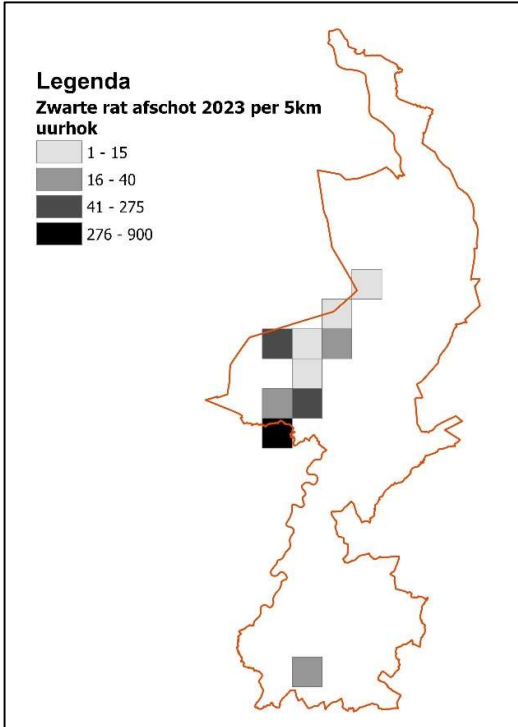 Legenda
Zwarte rat afschot 2023 per 5km
uurhok
1 - 15
16 - 40
41 - 275
276 - 900